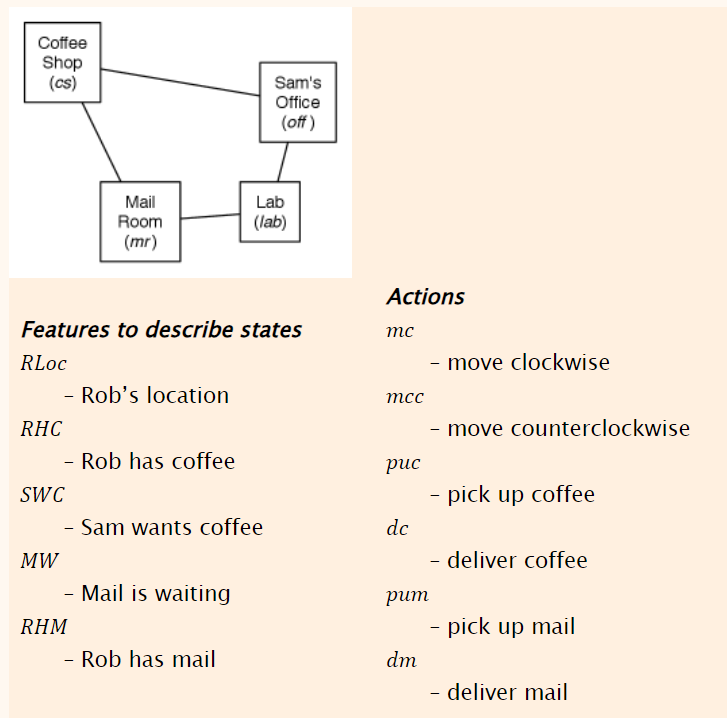 Coffee
Shop
(cs)
Sam's
Office
(off )
Mail
Room
(mr)
Lab
(lab)
Features to describe states
RLoc
– Rob’s location
RHC
– Rob has coffee
SWC
– Sam wants coffee
MW
– Mail is waiting
RHM
– Rob has mail
Actions
mc
– move clockwise
mcc
– move counterclockwise
puc
– pick up coffee
dc
– deliver coffee
pum
– pick up mail
dm
– deliver mail